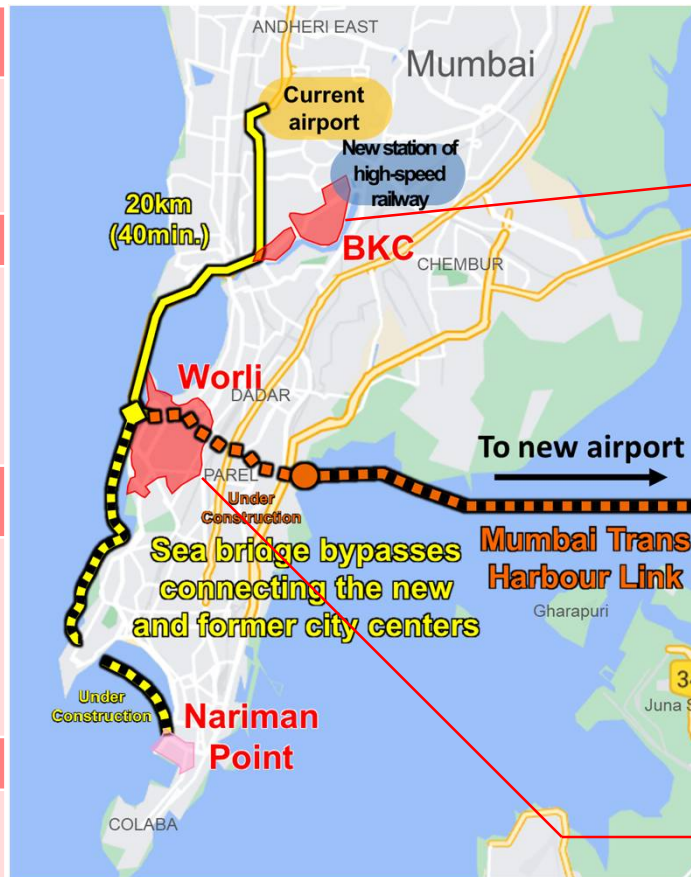 ANDHERI EAST
Mumbai
Current
airport
New station of
high-speed
railway
20km
(40min.)
BKC
CHEMBUR
Worli
DADAR
To new airport
PAREL
Under
Construction
Sea bridge bypasses
connecting the new
and former city centers
Mumbai Trans
Harbour Link
Gharapuri
Juna
Under
Construction
Nariman
Point
COLABA